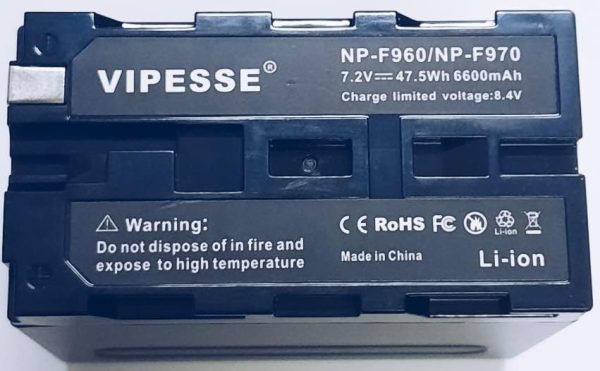 VIPESSE®
NP-F960/NP-F970
7.2V⎓47.5Wh 6600mAh
Charge limited voltage:8.4V
⚠ Warning:
Do not dispose of in fire and
expose to high temperature
CE RoHS FC
Li-ion
Made in China
Li-ion